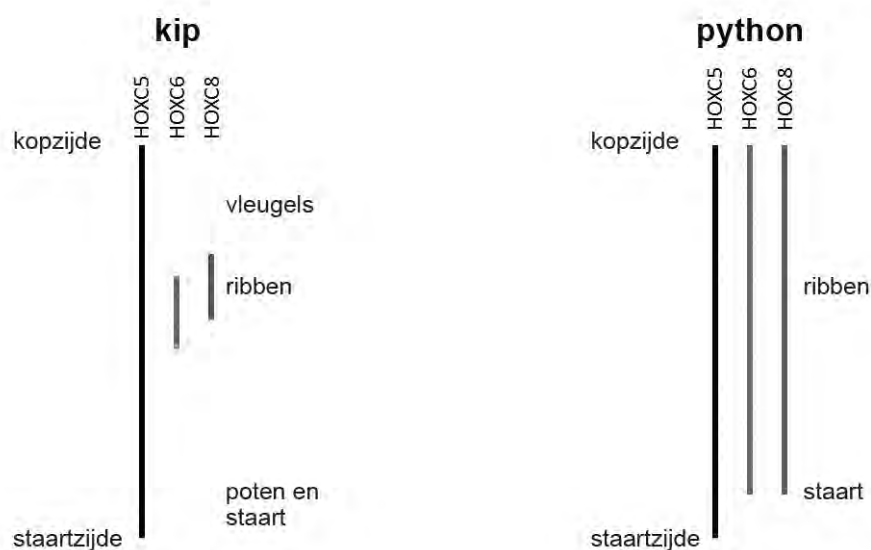 kip
HOXC5
HOXC6
HOXC8
kopzijde
vleugels
ribben
poten en
staart
staartzijde
python
HOXC5
HOXC6
HOXC8
kopzijde
ribben
staart
staartzijde